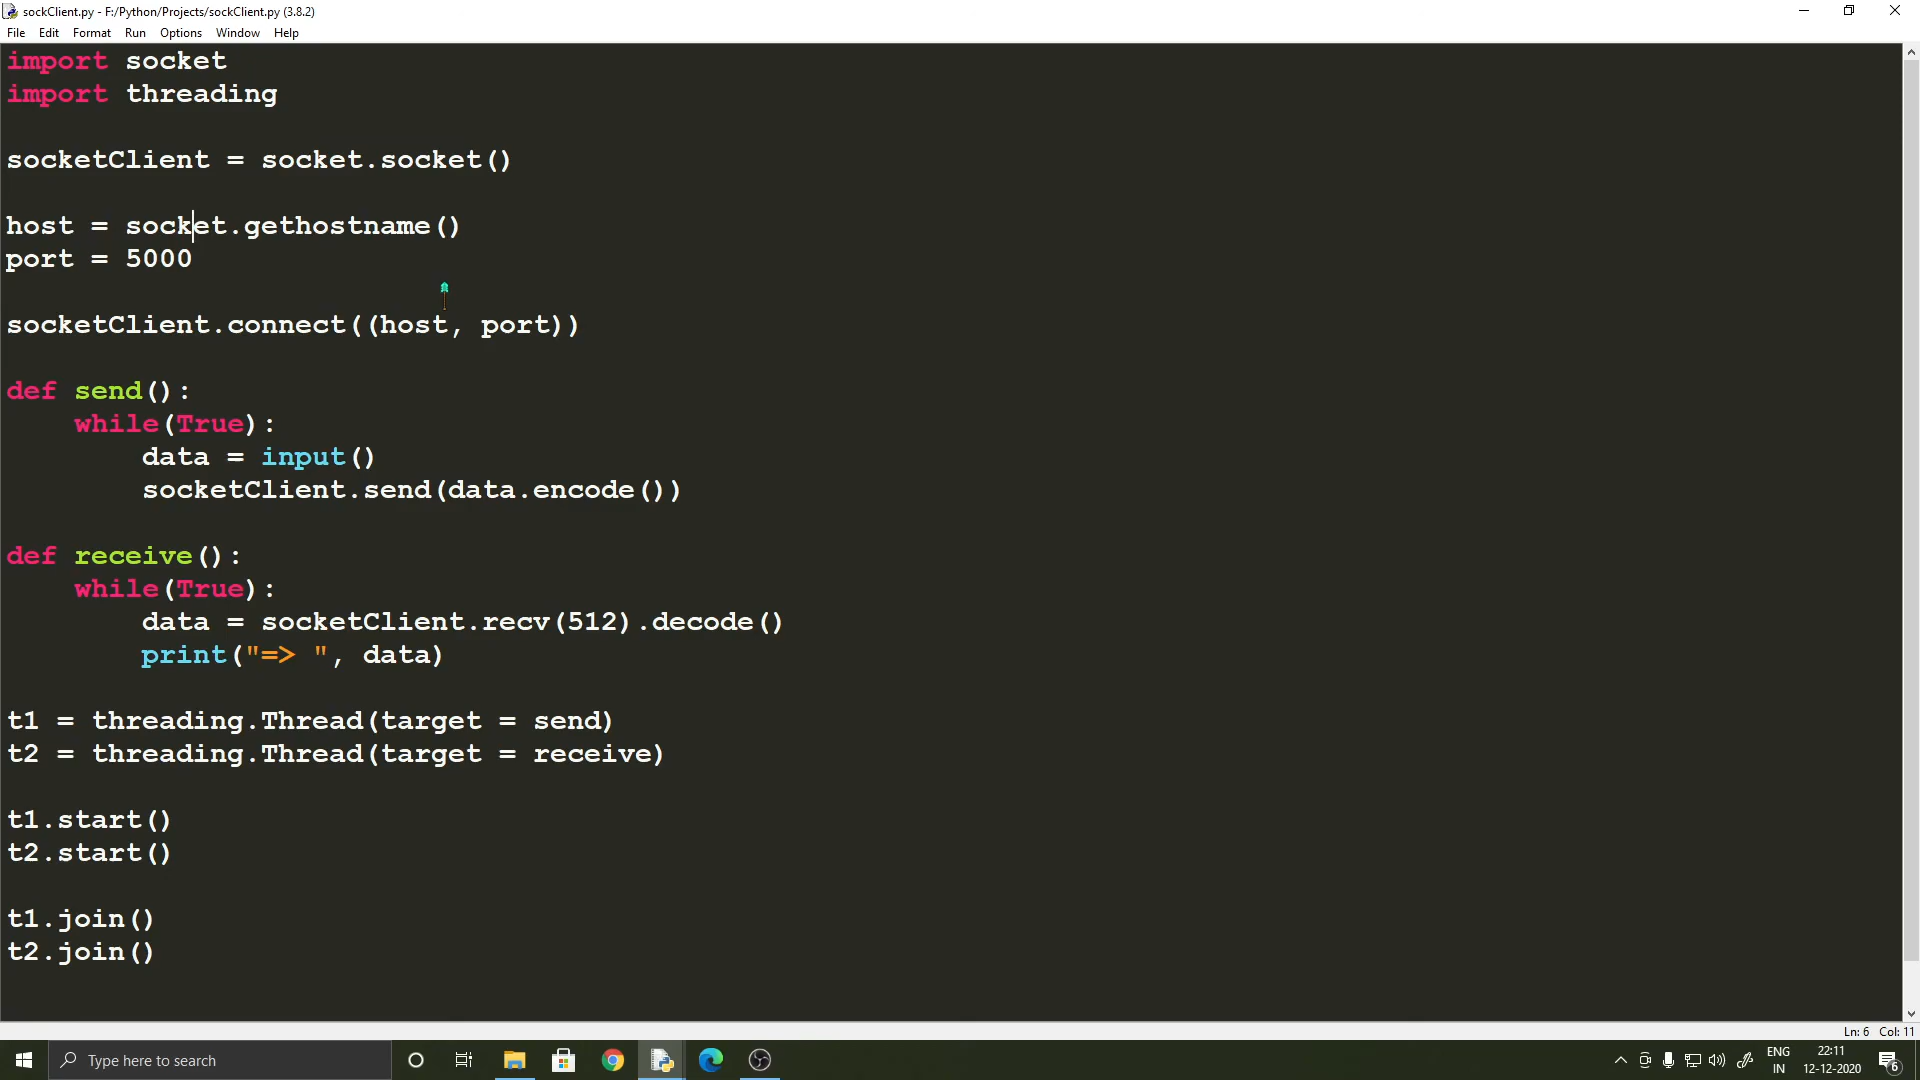 sockClient.py - F:/Python/Projects/sockClient.py (3.8.2)
File Edit Format Run Options Window Help
import socket
import threading
socketClient = socket.socket()
host = socket.gethostname()
port = 5000
socketClient.connect((host, port))
def send():
    while(True):
        data = input()
        socketClient.send(data.encode())
def receive():
    while(True):
        data = socketClient.recv(512).decode()
        print("=> ", data)
t1 = threading.Thread(target = send)
t2 = threading.Thread(target = receive)
t1.start()
t2.start()
t1.join()
t2.join()
Ln: 6 Col: 11
Type here to search
ENG
IN
22:11
12-12-2020
6